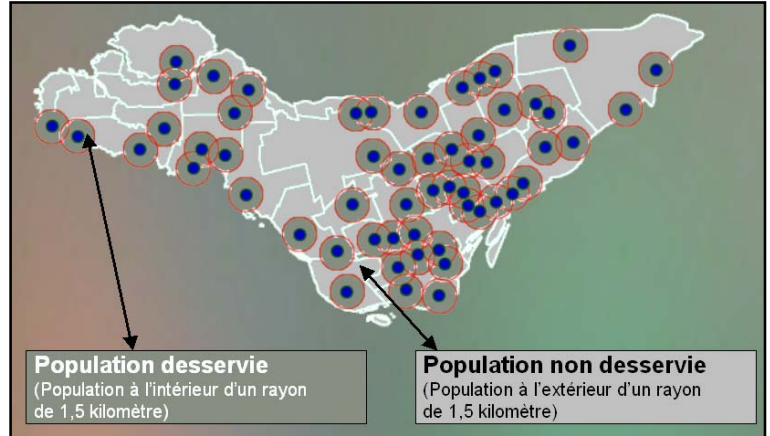 Population desservie
(Population à l'intérieur d'un rayon
de 1,5 kilomètre)
Population non desservie
(Population à l'extérieur d'un rayon
de 1,5 kilomètre)